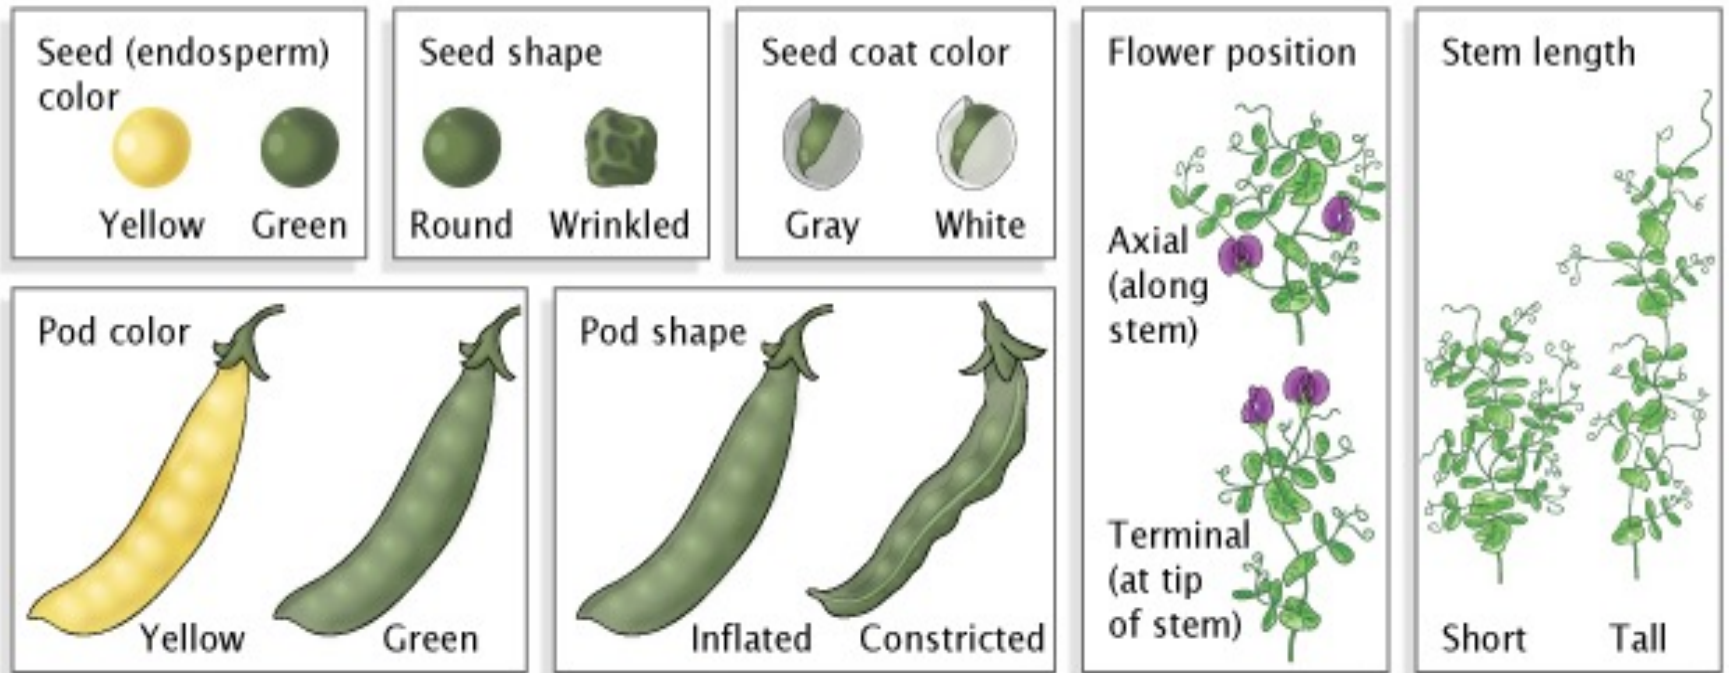 Seed (endosperm)
color
Yellow Green
Seed shape
Round Wrinkled
Seed coat color
Gray White
Pod color
Yellow Green
Pod shape
Inflated Constricted
Flower position
Axial
(along
stem)
Terminal
(at tip
of stem)
Stem length
Short Tall